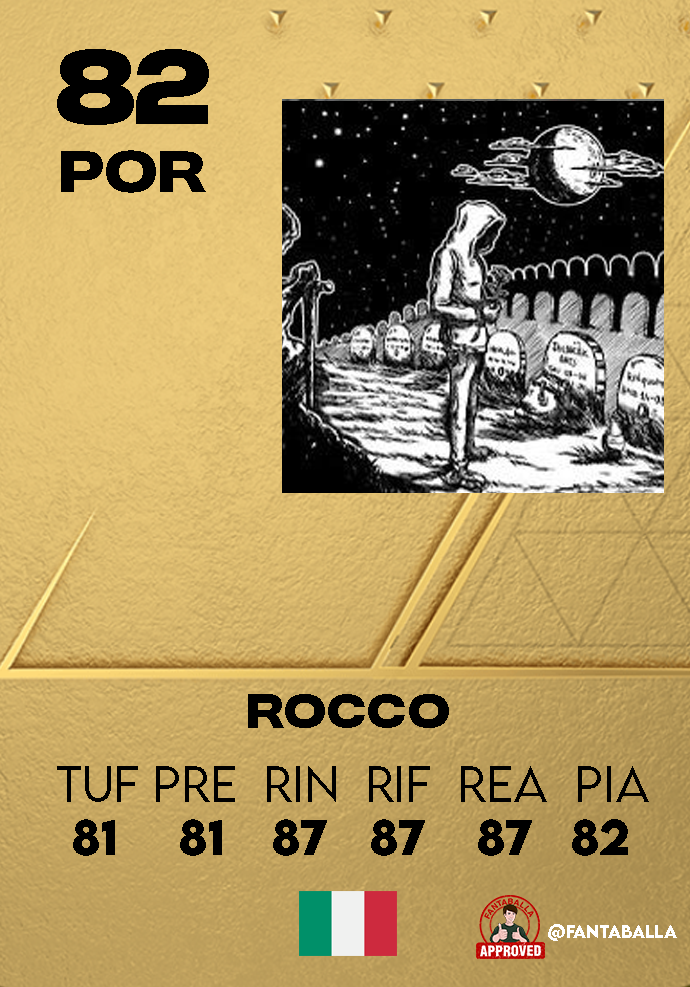 82
POR
ROCCO
TUF PRE RIN RIF REA PIA
81 81 87 87 87 82
FANTABALLA
APPROVED
@FANTABALLA